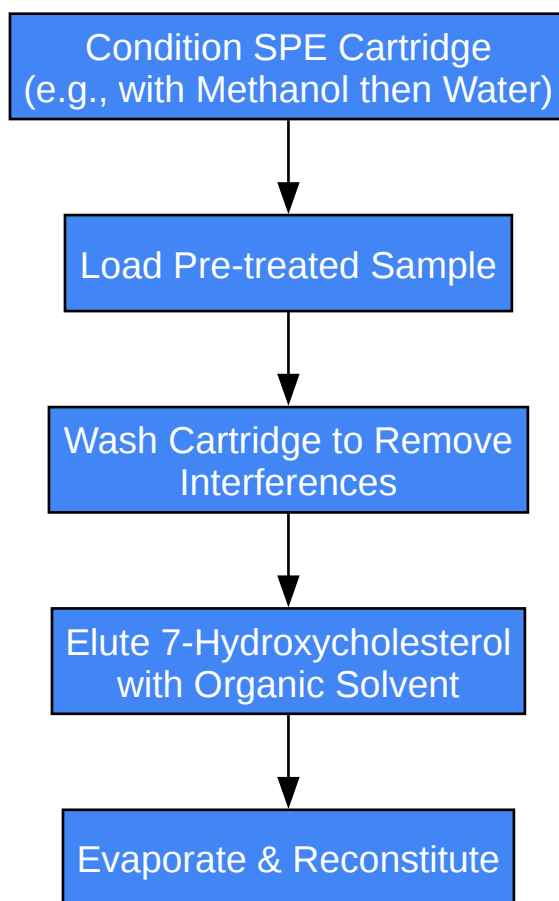 Condition SPE Cartridge
(e.g., with Methanol then Water)
Load Pre-treated Sample
Wash Cartridge to Remove
Interferences
Elute 7-Hydroxycholesterol
with Organic Solvent
Evaporate & Reconstitute